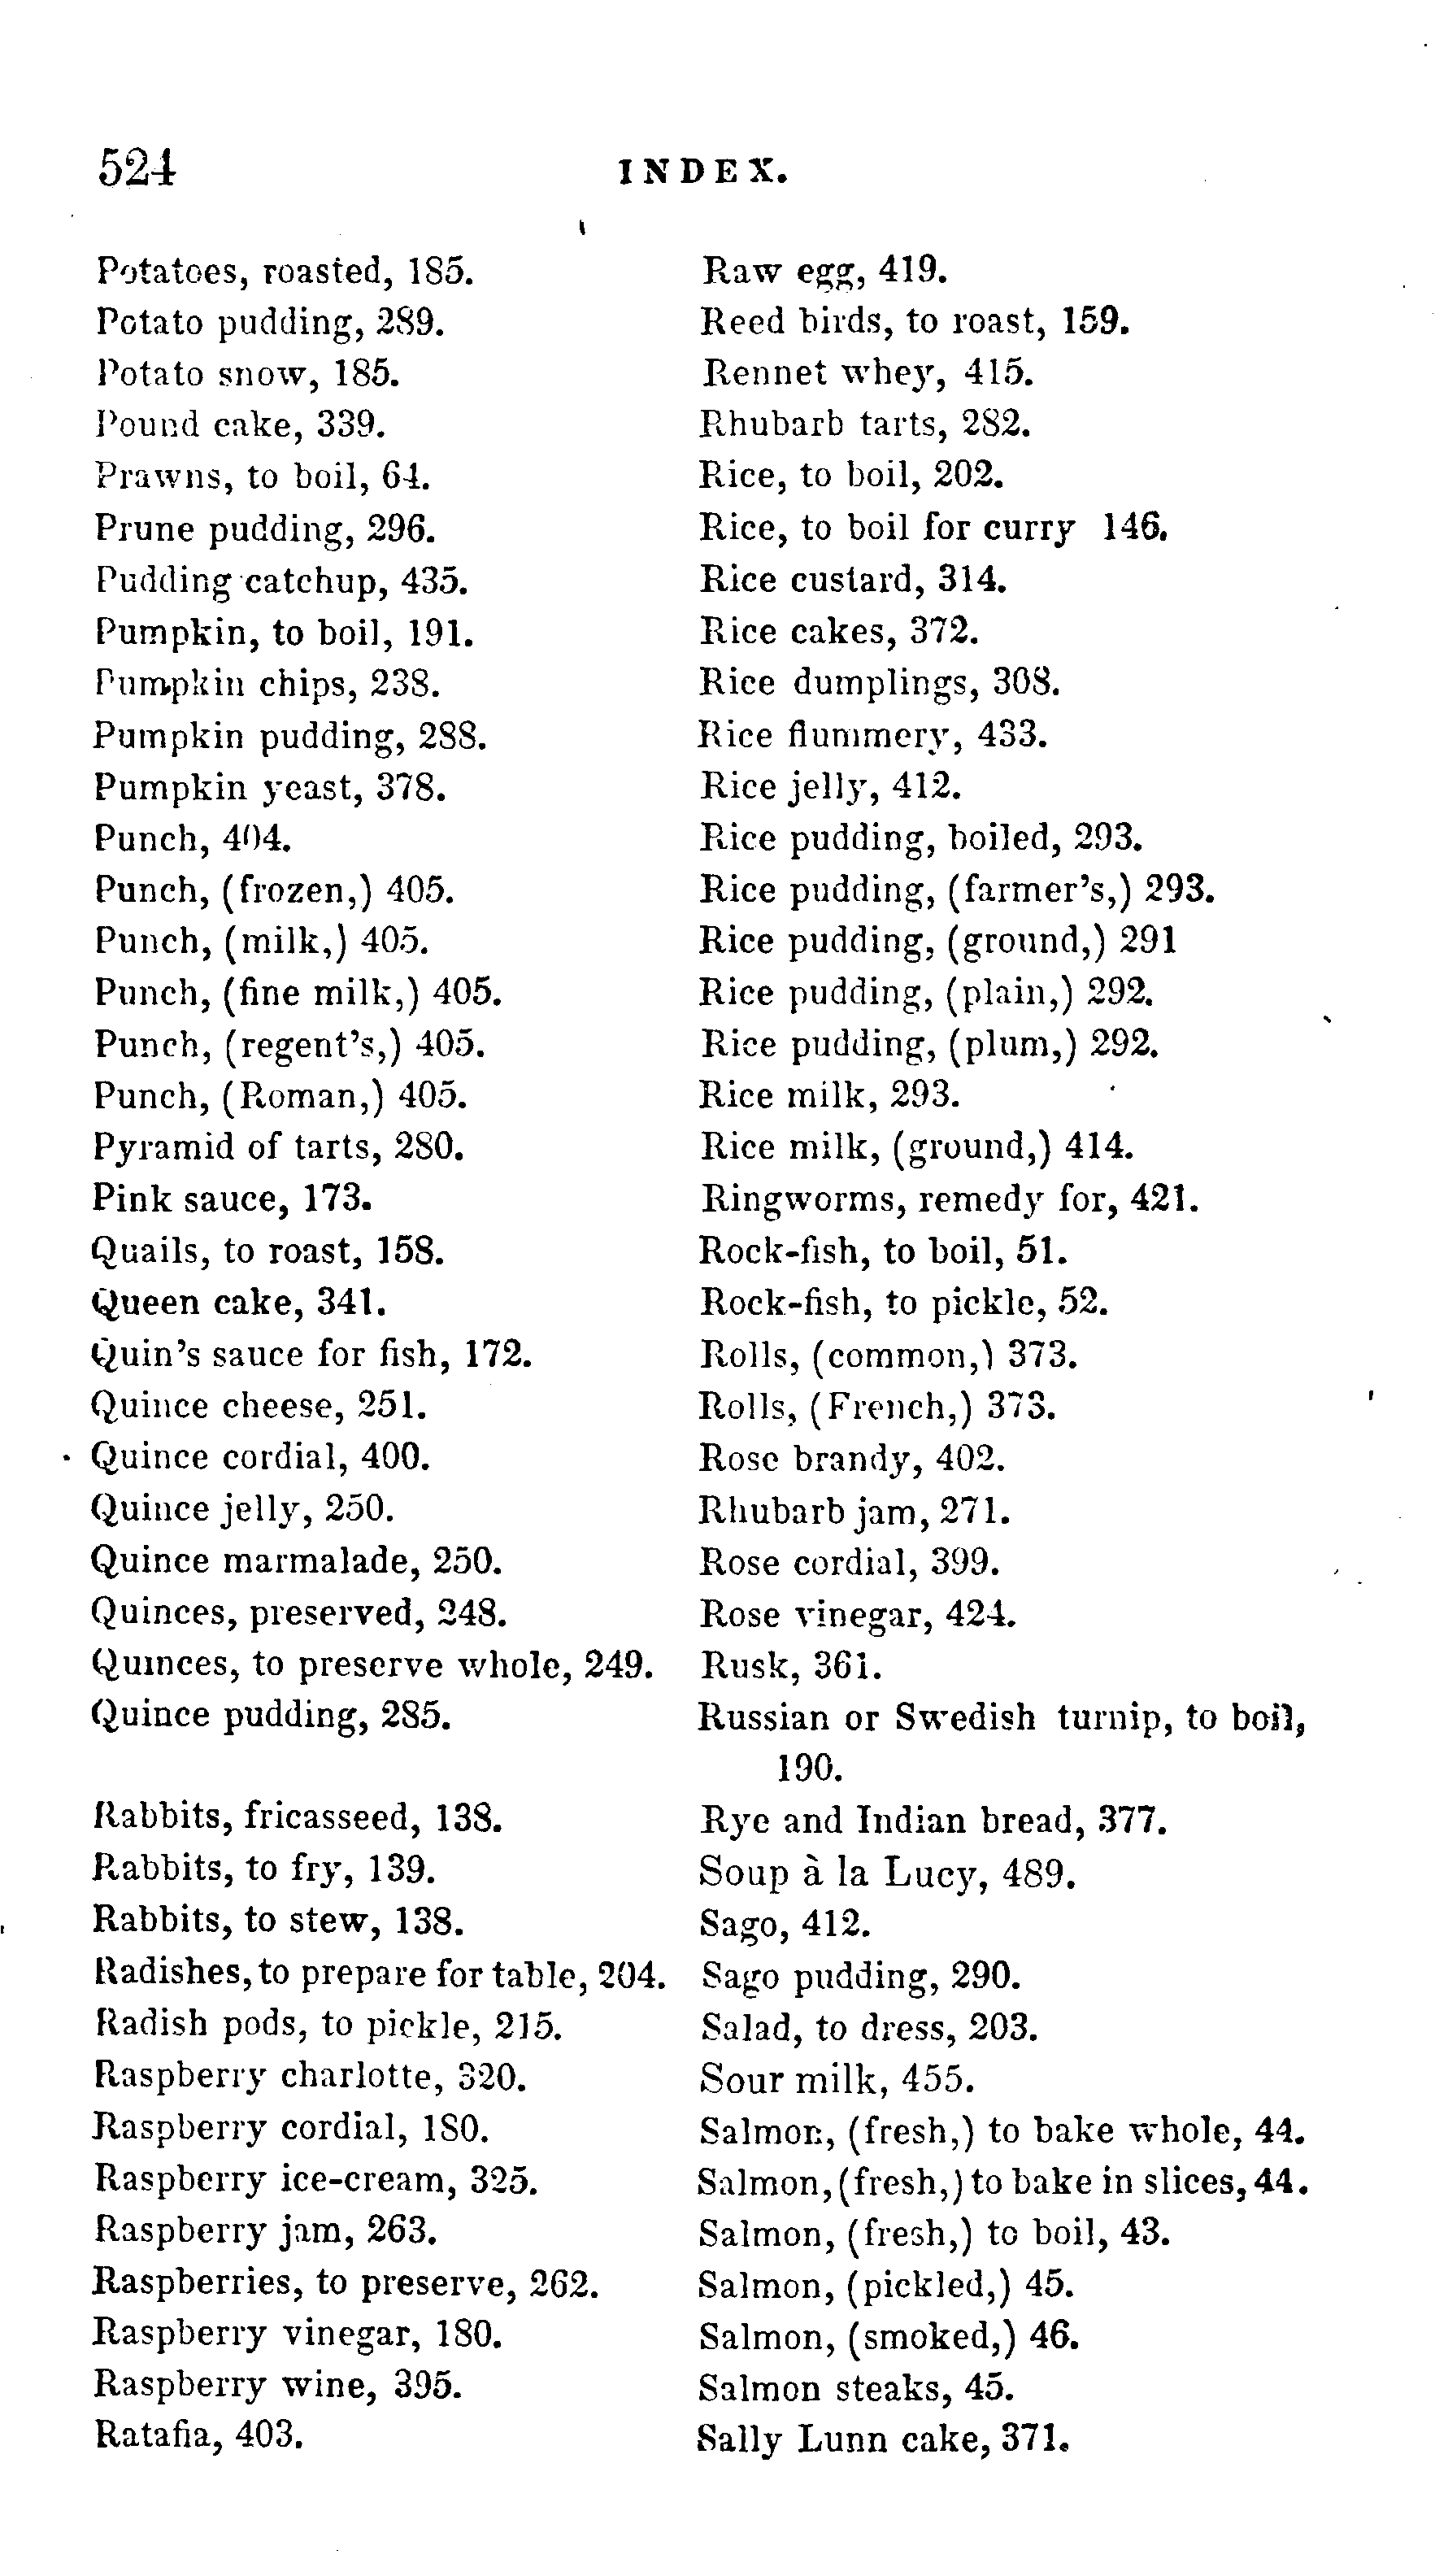 524
INDEX.
Potatoes, roasted, 185.
Potato pudding, 289.
Potato snow, 185.
Pound cake, 339.
Prawns, to boil, 64.
Prune pudding, 296.
Pudding catchup, 435.
Pumpkin, to boil, 191.
Pumpkin chips, 238.
Pumpkin pudding, 288.
Pumpkin yeast, 378.
Punch, 404.
Punch, (frozen,) 405.
Punch, (milk,) 405.
Punch, (fine milk,) 405.
Punch, (regent's,) 405.
Punch, (Roman,) 405.
Pyramid of tarts, 280.
Pink sauce, 173.
Quails, to roast, 158.
Queen cake, 341.
Quin's sauce for fish, 172.
Quince cheese, 251.
Quince cordial, 400.
Quince jelly, 250.
Quince marmalade, 250.
Quinces, preserved, 248.
Quinces, to preserve whole, 249.
Quince pudding, 285.
Rabbits, fricasseed, 138.
Rabbits, to fry, 139.
Rabbits, to stew, 138.
Radishes, to prepare for table, 204.
Radish pods, to pickle, 215.
Raspberry charlotte, 320.
Raspberry cordial, 180.
Raspberry ice-cream, 325.
Raspberry jam, 263.
Raspberries, to preserve, 262.
Raspberry vinegar, 180.
Raspberry wine, 395.
Ratafia, 403.
Raw egg, 419.
Reed birds, to roast, 159.
Rennet whey, 415.
Rhubarb tarts, 282.
Rice, to boil, 202.
Rice, to boil for curry 146.
Rice custard, 314.
Rice cakes, 372.
Rice dumplings, 308.
Rice flummery, 433.
Rice jelly, 412.
Rice pudding, boiled, 293.
Rice pudding, (farmer's,) 293.
Rice pudding, (ground,) 291
Rice pudding, (plain,) 292.
Rice pudding, (plum,) 292.
Rice milk, 293.
Rice milk, (ground,) 414.
Ringworms, remedy for, 421.
Rock-fish, to boil, 51.
Rock-fish, to pickle, 52.
Rolls, (common,) 373.
Rolls, (French,) 373.
Rose brandy, 402.
Rhubarb jam, 271.
Rose cordial, 399.
Rose vinegar, 424.
Rusk, 361.
Russian or Swedish turnip, to boil,
190.
Rye and Indian bread, 377.
Soup à la Lucy, 489.
Sago, 412.
Sago pudding, 290.
Salad, to dress, 203.
Sour milk, 455.
Salmon, (fresh,) to bake whole, 44.
Salmon, (fresh,) to bake in slices, 44.
Salmon, (fresh,) to boil, 43.
Salmon, (pickled,) 45.
Salmon, (smoked,) 46.
Salmon steaks, 45.
Sally Lunn cake, 371.